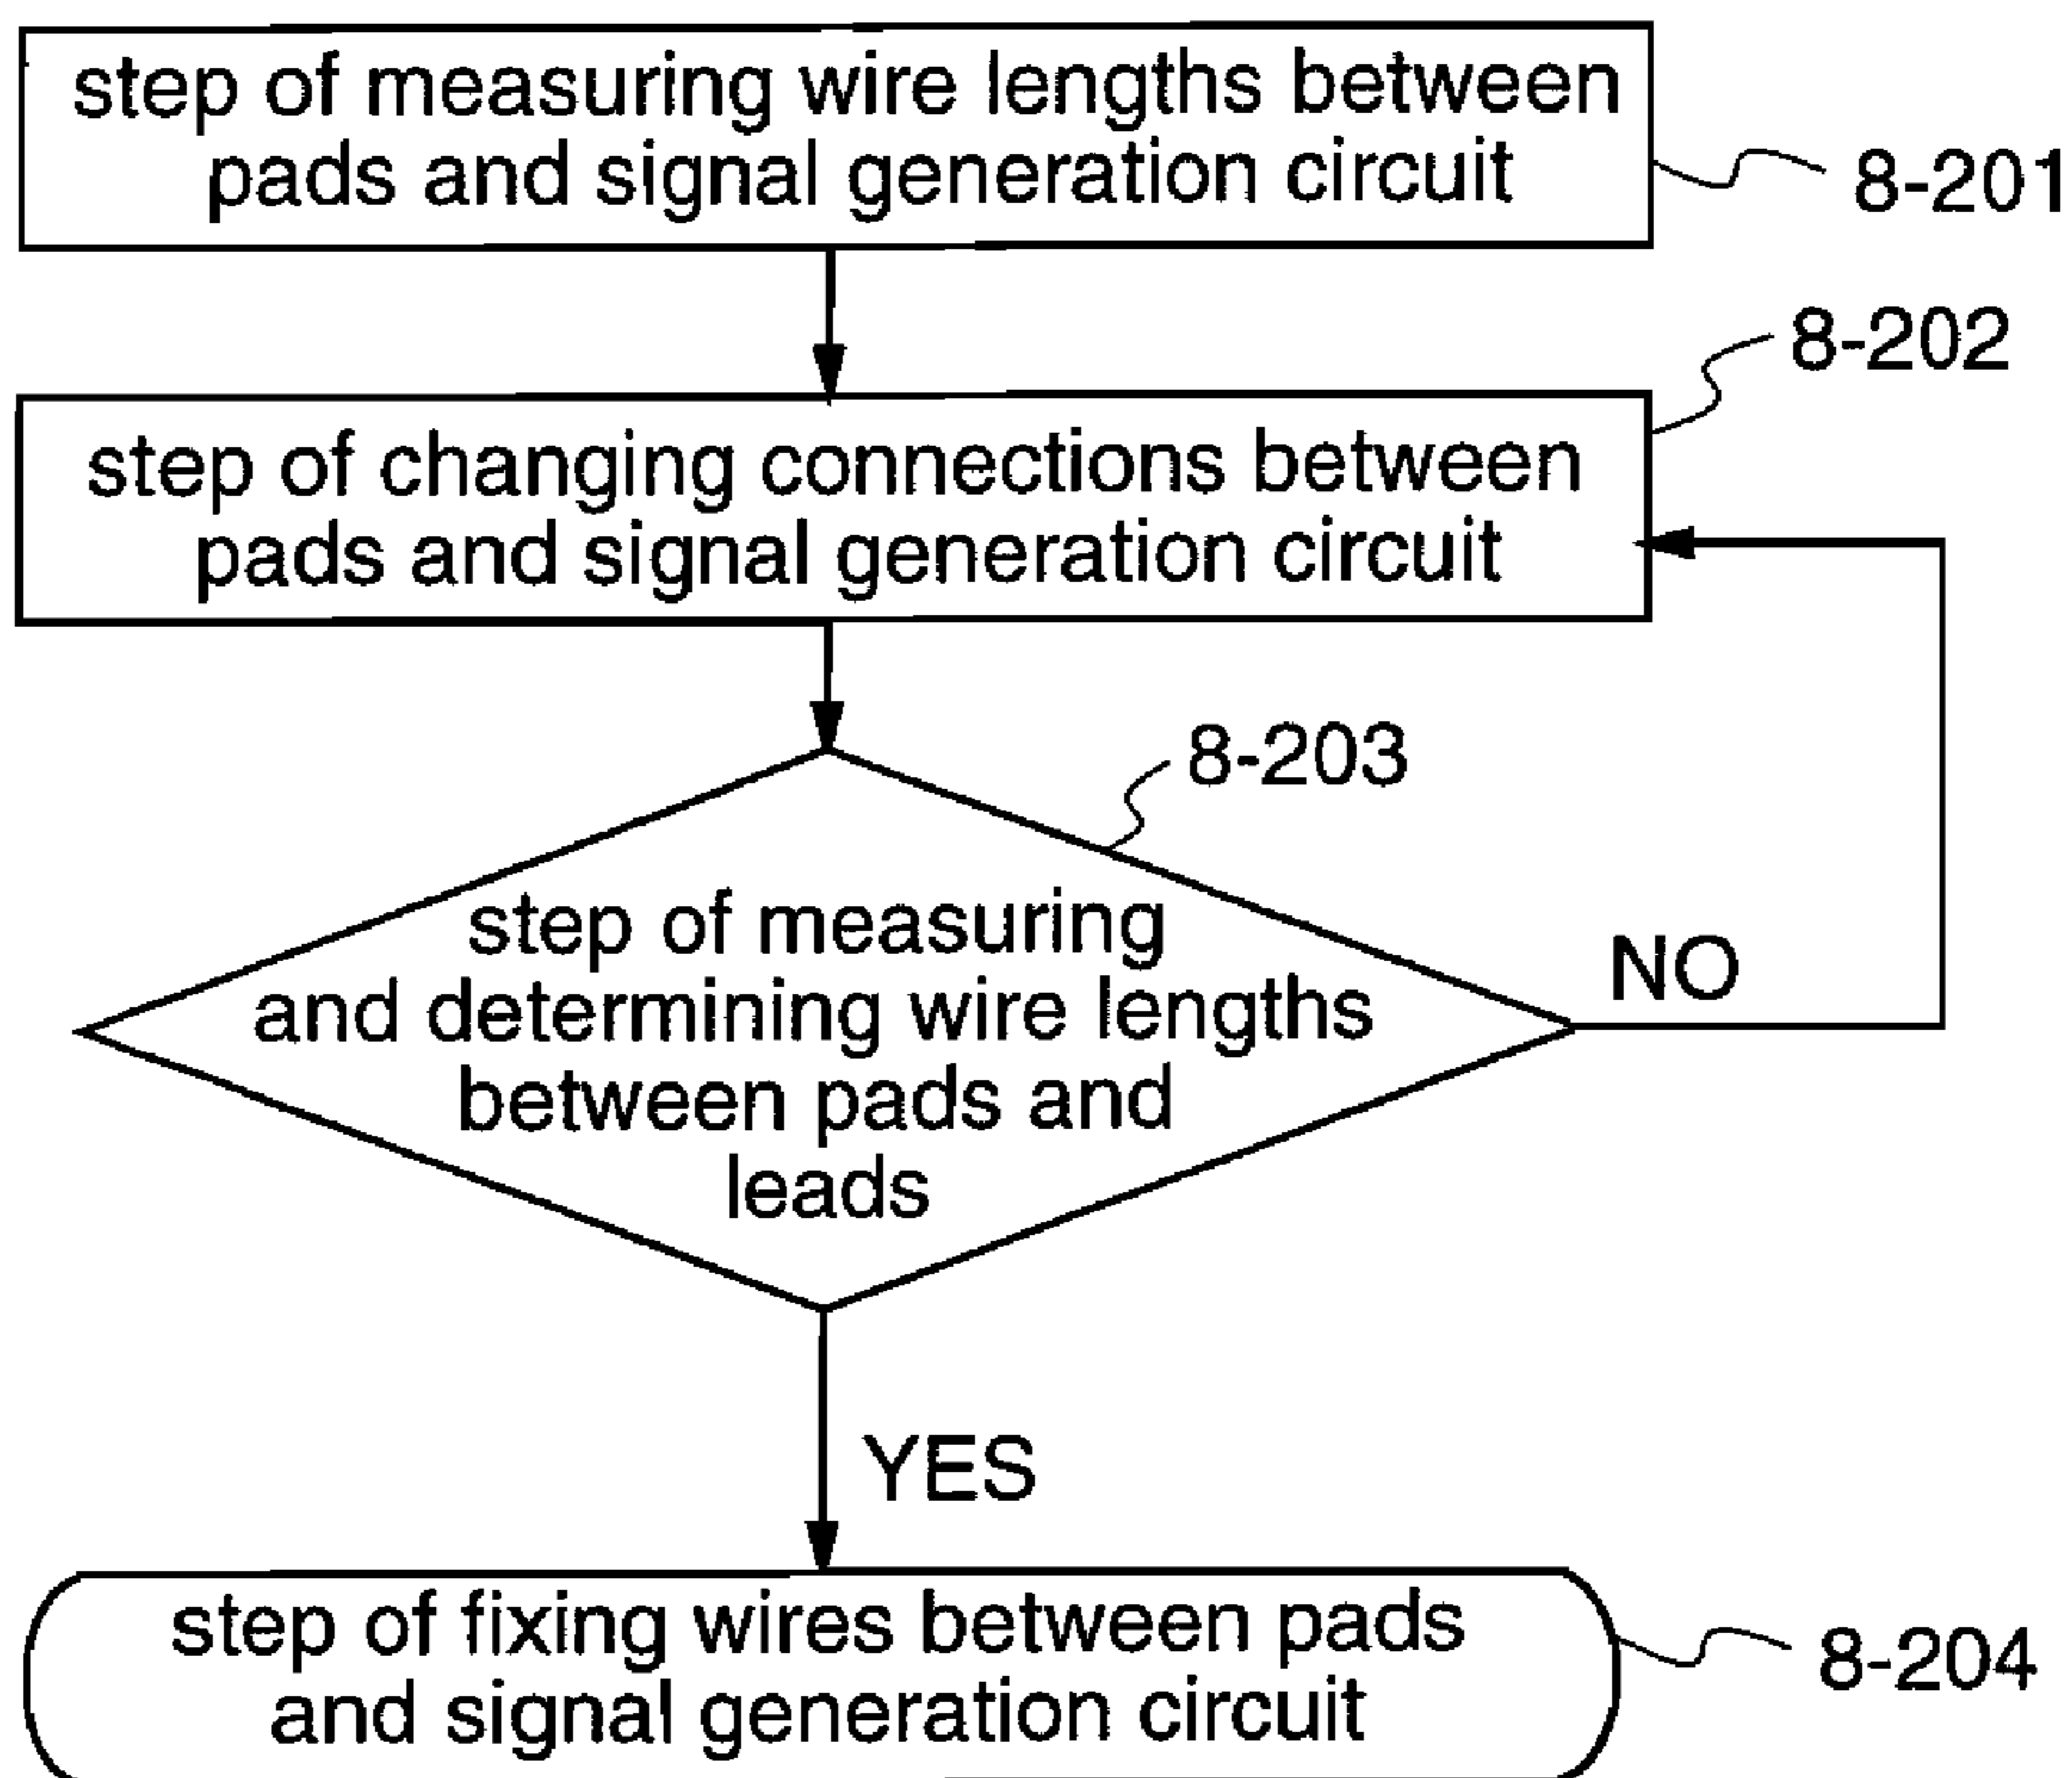 step of measuring wire lengths between
pads and signal generation circuit
8-201
8-202
step of changing connections between
pads and signal generation circuit
8-203
step of measuring
and determining wire lengths
between pads and
leads
NO
YES
step of fixing wires between pads
and signal generation circuit
8-204